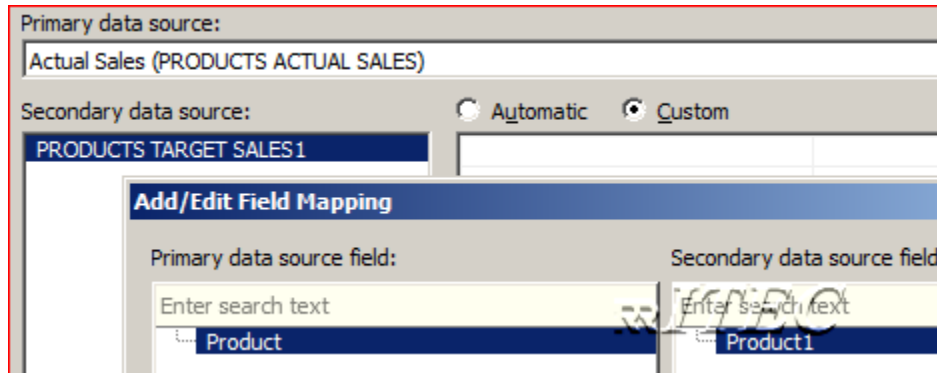 Primary data source:
Actual Sales (PRODUCTS ACTUAL SALES)
Secondary data source:
Automatic
Custom
PRODUCTS TARGET SALES1
Add/Edit Field Mapping
Primary data source field:
Secondary data source field
Enter search text
Enter search text
Product
Product1